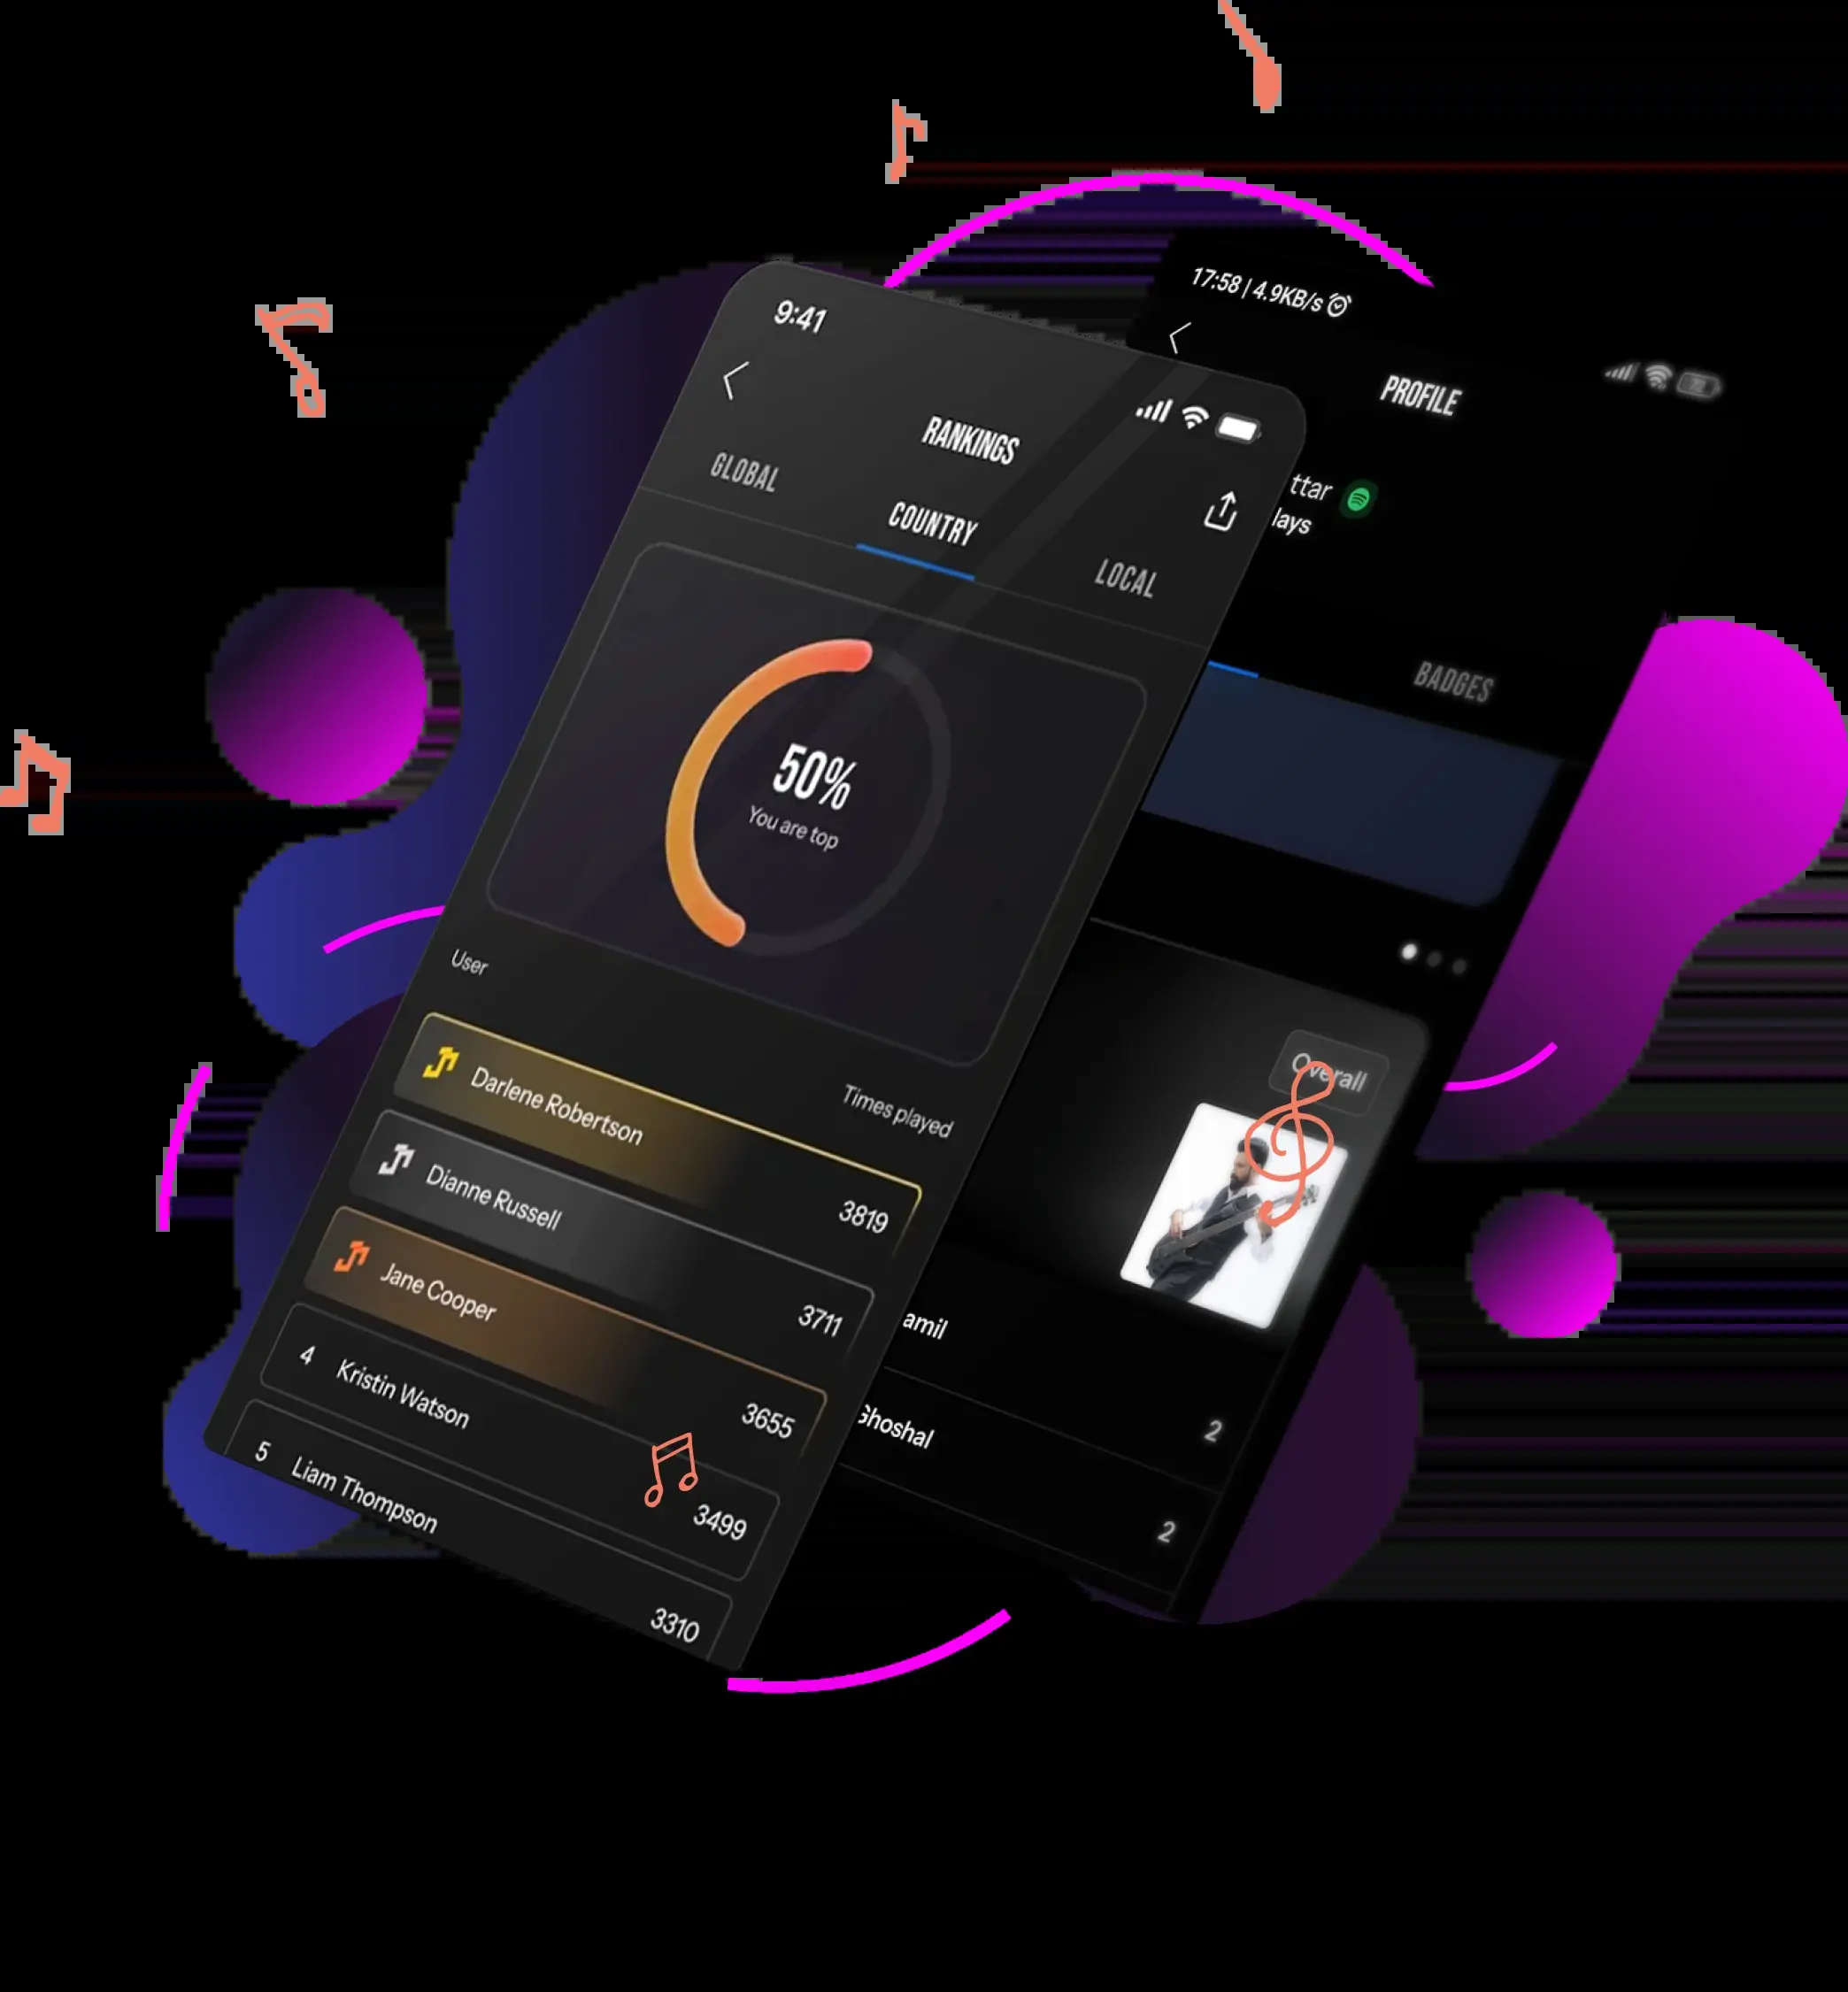 9:41
RANKINGS
GLOBAL
COUNTRY
LOCAL
50%
You are top
User
Times played
Darlene Robertson
3819
Dianne Russell
3711
Jane Cooper
3655
4 Kristin Watson
3499
5 Liam Thompson
3310
17:58 | 4.9KB/s
PROFILE
ttar
lays
BADGES
Overall
amil
2
Ghoshal
2